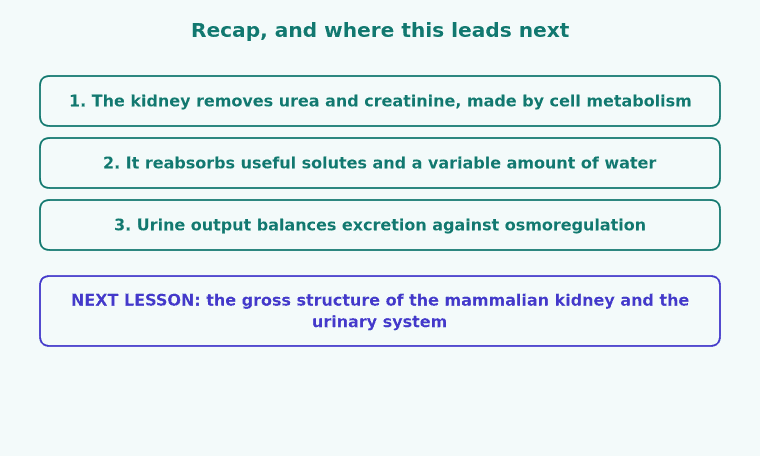 Recap, and where this leads next
1. The kidney removes urea and creatinine, made by cell metabolism
2. It reabsorbs useful solutes and a variable amount of water
3. Urine output balances excretion against osmoregulation
NEXT LESSON: the gross structure of the mammalian kidney and the
urinary system